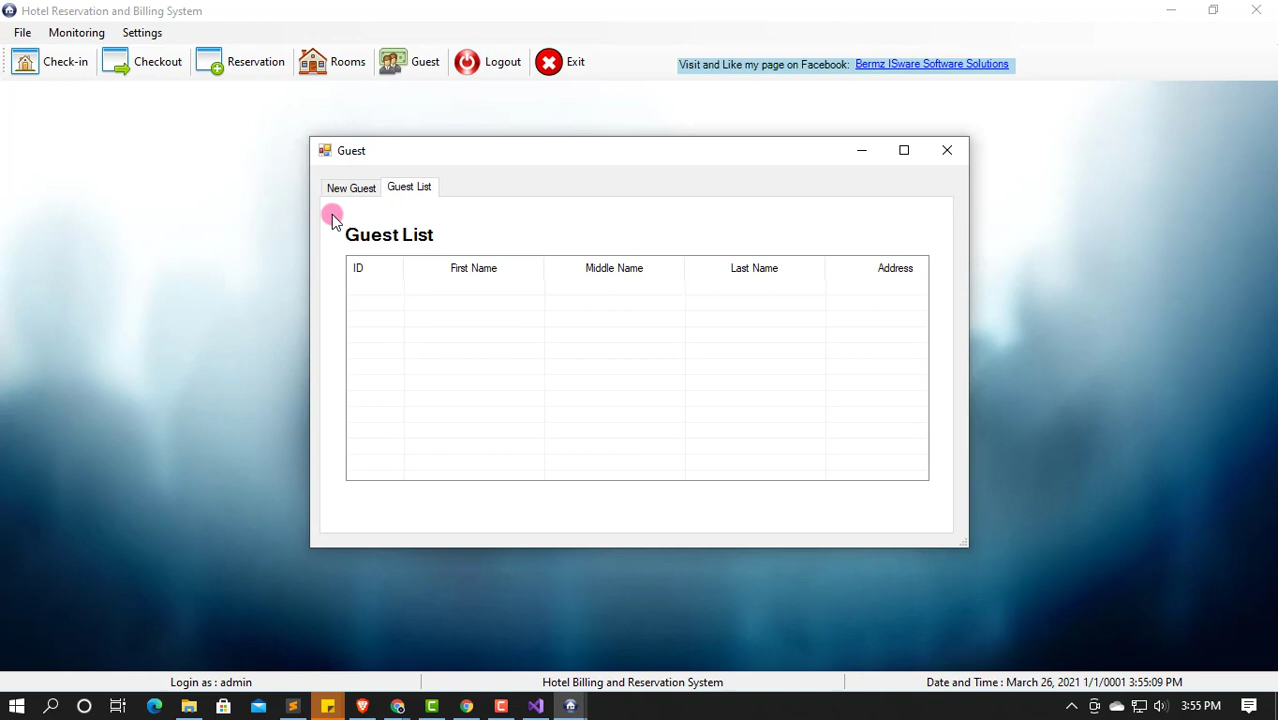 Hotel Reservation and Billing System
File Monitoring Settings
Check-in Checkout Reservation Rooms Guest Logout Exit Visit and Like my page on Facebook: Bermz ISware Software Solutions
Guest
New Guest Guest List
Guest List
ID First Name Middle Name Last Name Address
Login as : admin Hotel Billing and Reservation System Date and Time : March 26, 2021 1/1/0001 3:55:09 PM
3:55 PM